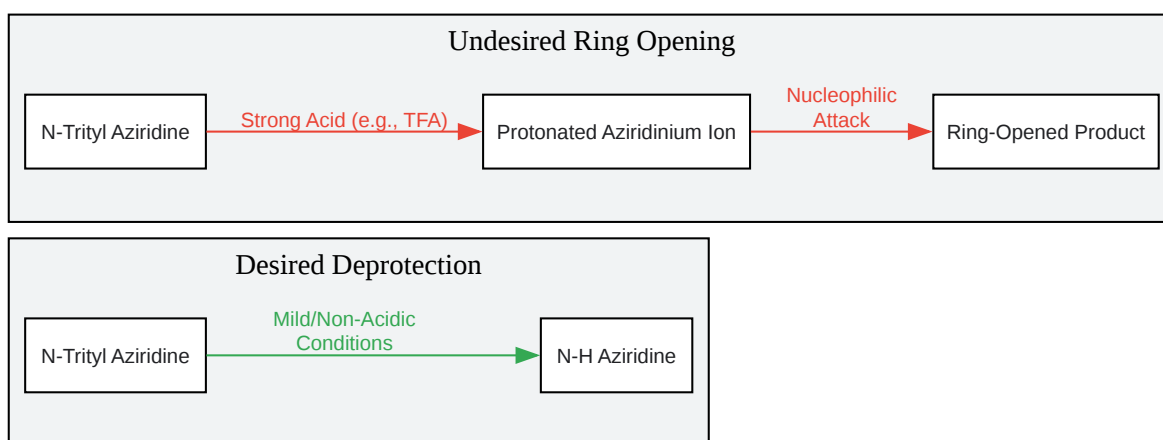 Undesired Ring Opening
N-Trityl Aziridine
Strong Acid (e.g., TFA)
Protonated Aziridinium Ion
Nucleophilic
Attack
Ring-Opened Product
Desired Deprotection
N-Trityl Aziridine
Mild/Non-Acidic
Conditions
N-H Aziridine